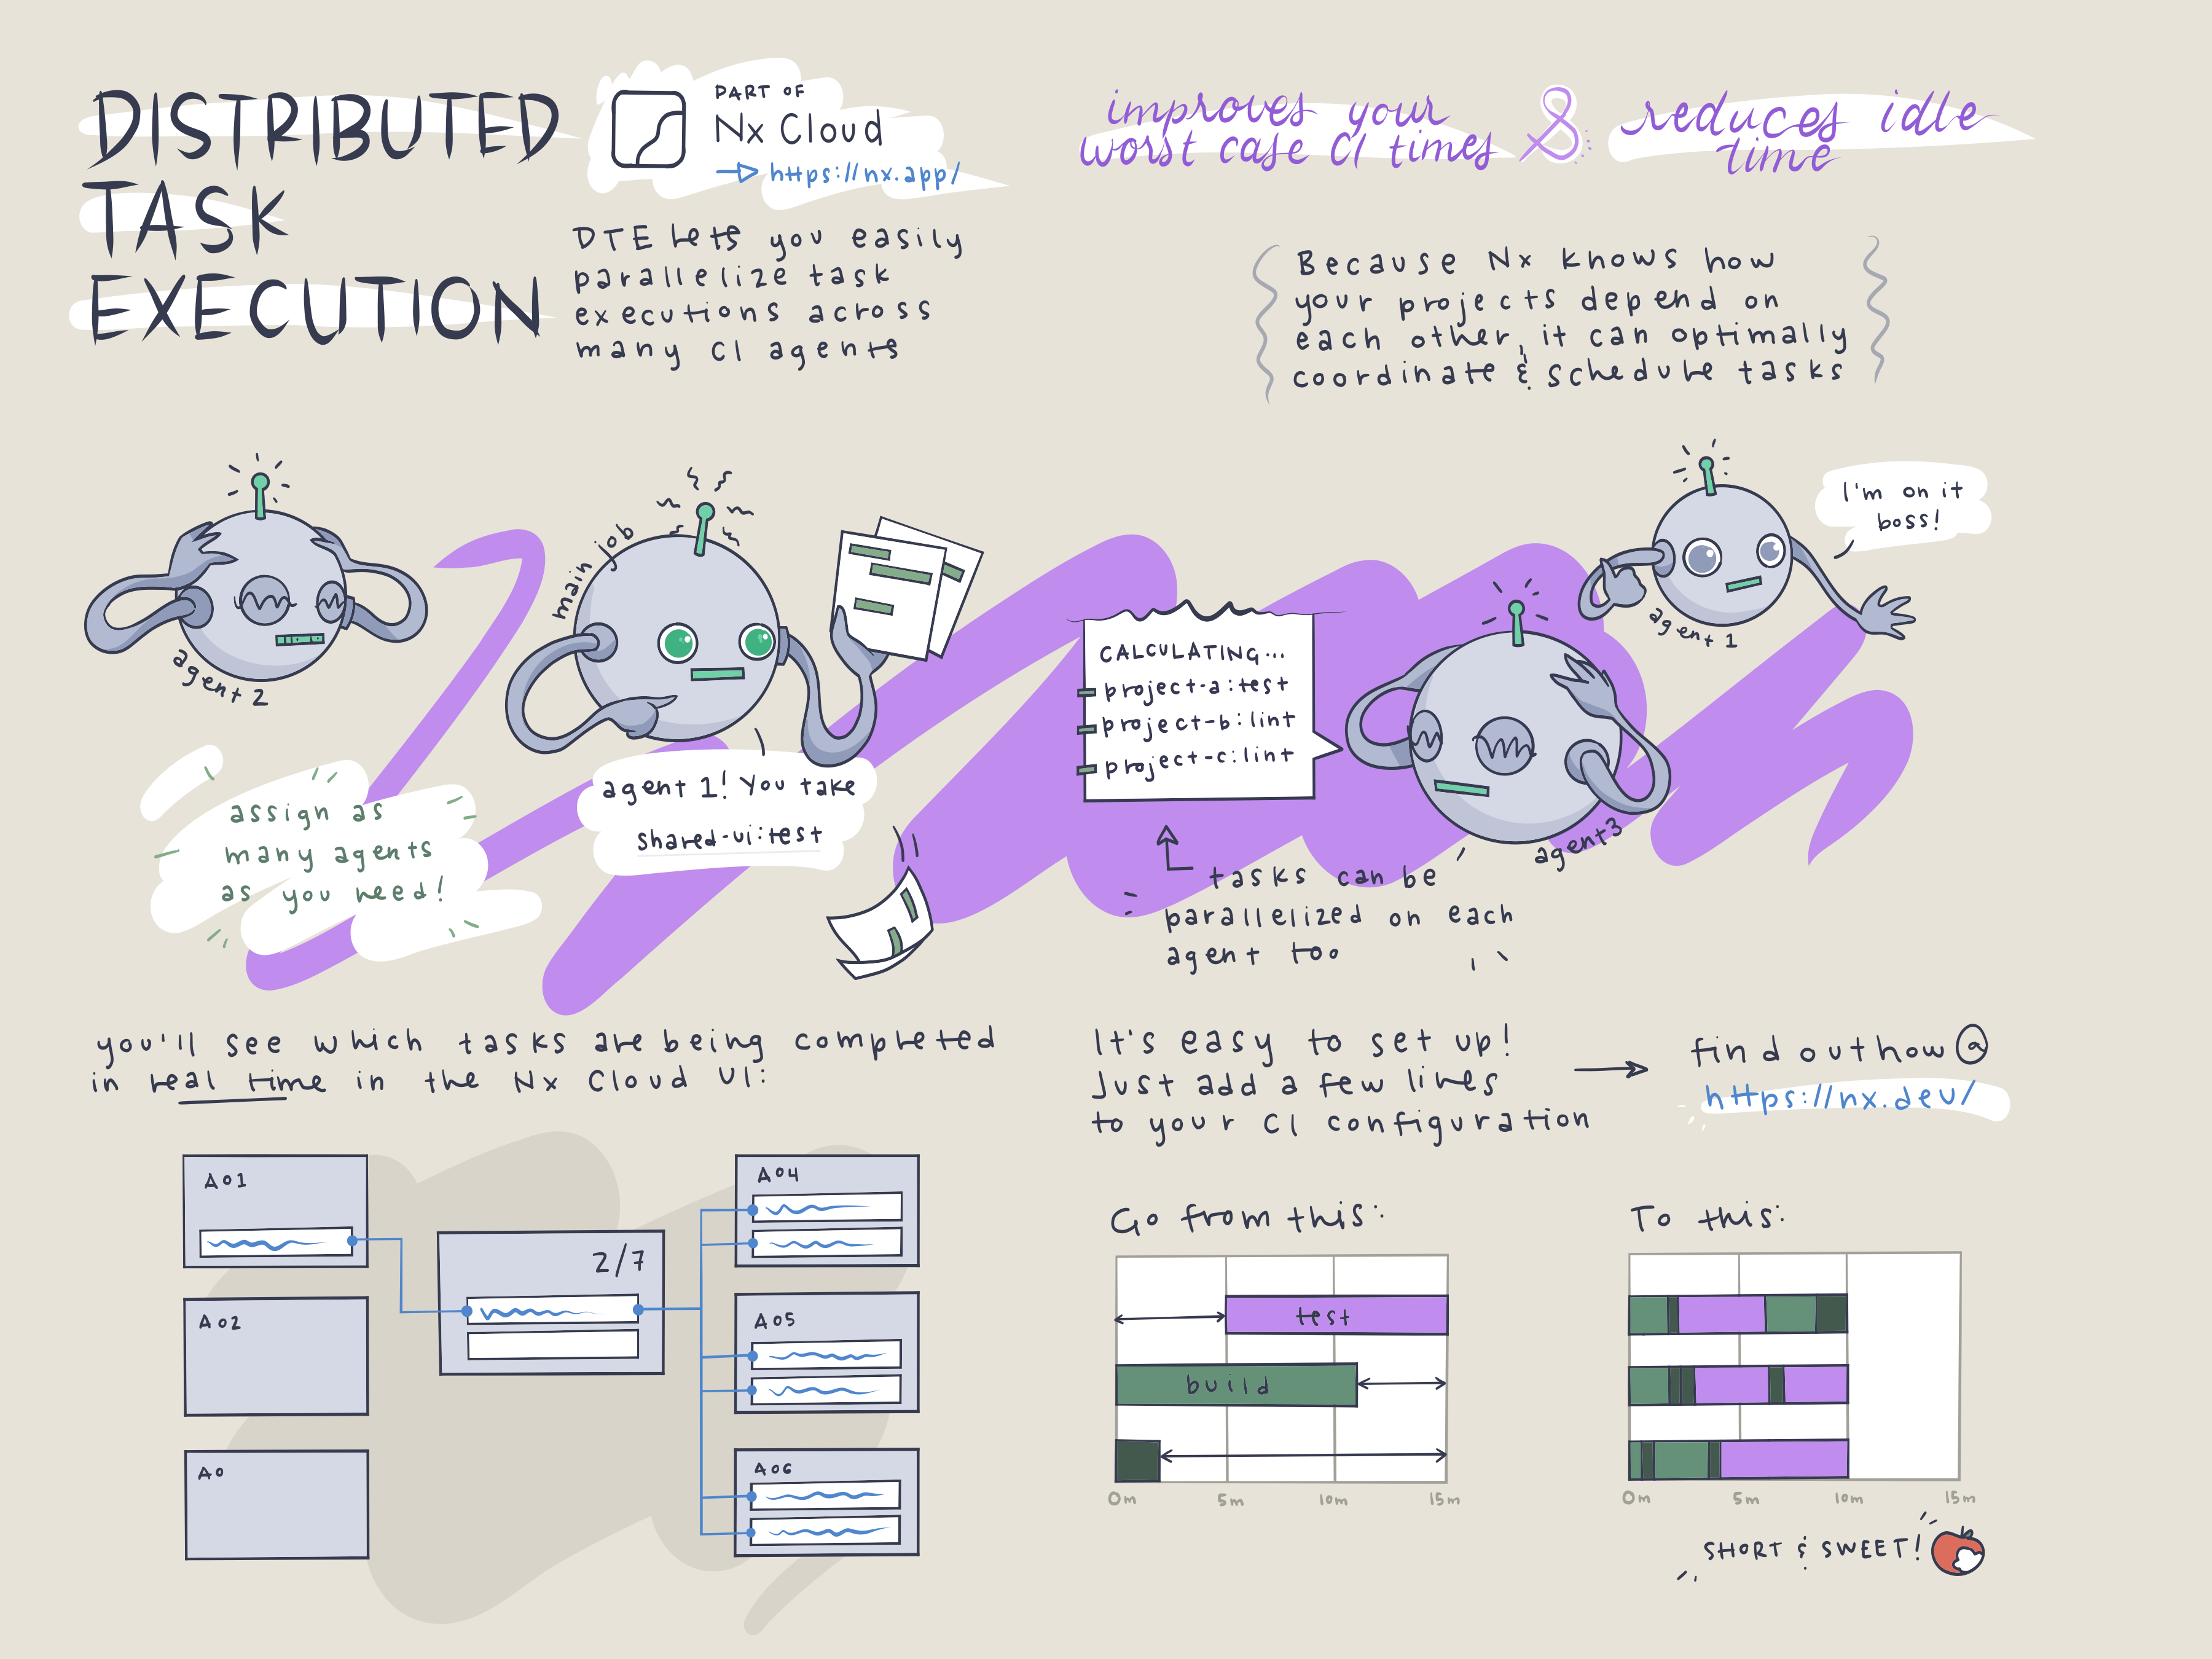 DISTRIBUTED
TASK
EXECUTION
PART OF
Nx Cloud
https://nx.app/
DTE lets you easily
parallelize task
executions across
many CI agents
improves your
worst case CI times
&
reduces idle
time
Because Nx knows how
your projects depend on
each other, it can optimally
coordinate & schedule tasks
agent 2
main job
agent 1! You take
shared-ui:test
assign as
many agents
as you need!
CALCULATING...
project-a:test
project-b:lint
project-c:lint
tasks can be
parallelized on each
agent too
agent 3
agent 1
I'm on it
boss!
you'll see which tasks are being completed
in real time in the Nx Cloud UI:
A01
A02
A0
2/7
A04
A05
A06
It's easy to set up!
Just add a few lines
to your CI configuration
find out how @
https://nx.dev/
Go from this:
test
build
0m 5m 10m 15m
To this:
0m 5m 10m 15m
SHORT & SWEET!